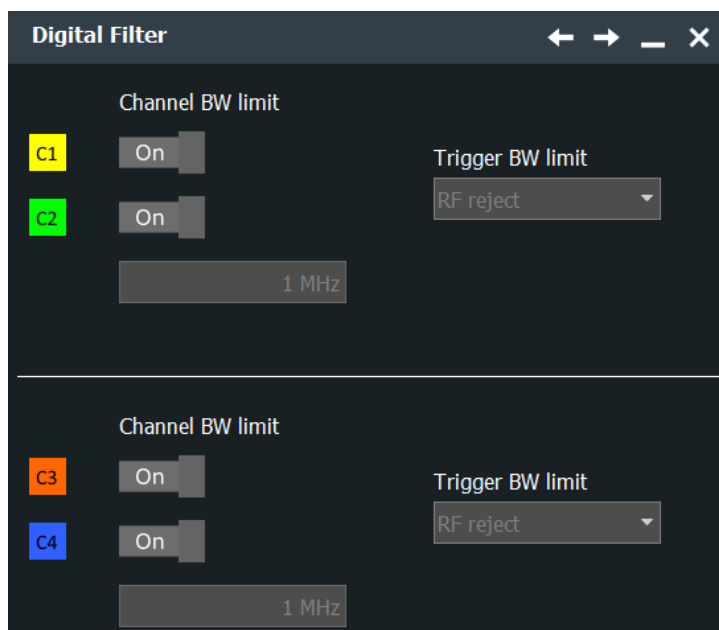 Digital Filter
Channel BW limit
C1 On
Trigger BW limit
RF reject
C2 On
1 MHz
Channel BW limit
C3 On
Trigger BW limit
RF reject
C4 On
1 MHz